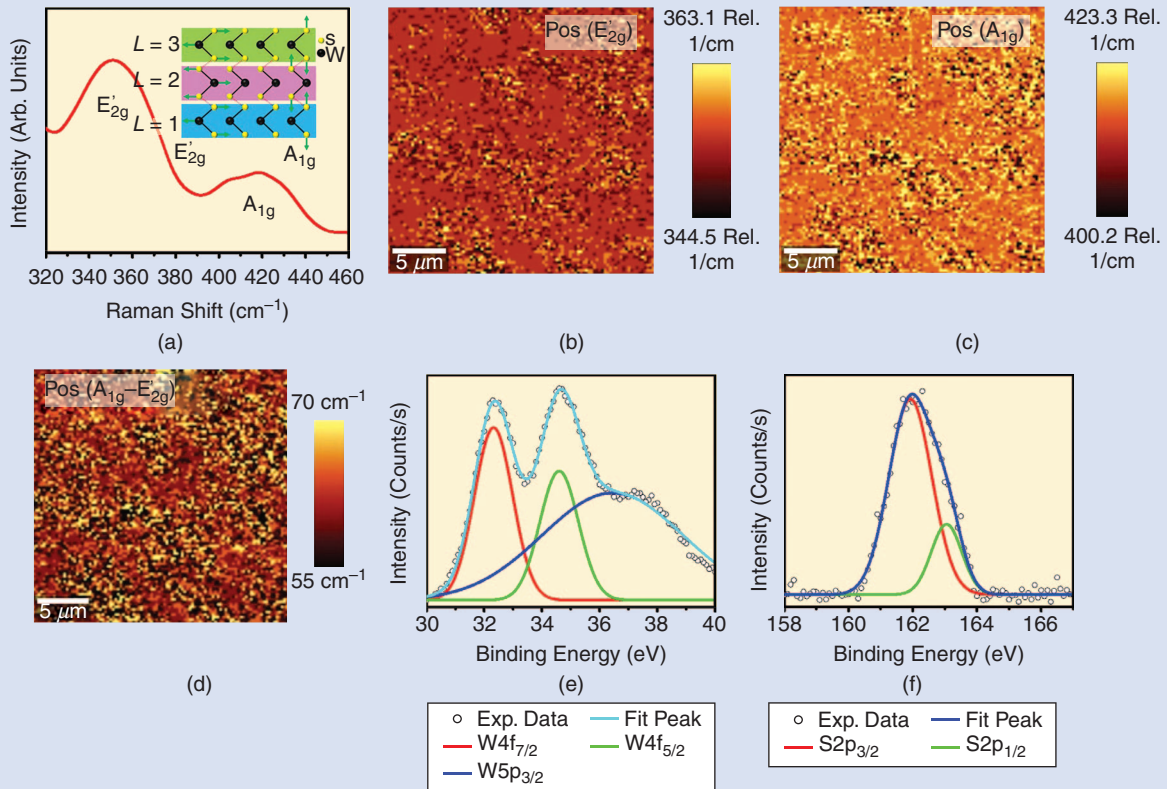 Intensity (Arb. Units)
L = 3
L = 2
L = 1
S
W
E'2g
E'2g
A1g
A1g
320 340 360 380 400 420 440 460
Raman Shift (cm−1)
(a)
Pos (E'2g)
5 μm
363.1 Rel.
1/cm
344.5 Rel.
1/cm
(b)
Pos (A1g)
5 μm
423.3 Rel.
1/cm
400.2 Rel.
1/cm
(c)
Pos (A1g–E'2g)
5 μm
70 cm−1
55 cm−1
(d)
Intensity (Counts/s)
30 32 34 36 38 40
Binding Energy (eV)
(e)
Exp. Data Fit Peak
W4f7/2 W4f5/2
W5p3/2
Intensity (Counts/s)
158 160 162 164 166
Binding Energy (eV)
(f)
Exp. Data Fit Peak
S2p3/2 S2p1/2